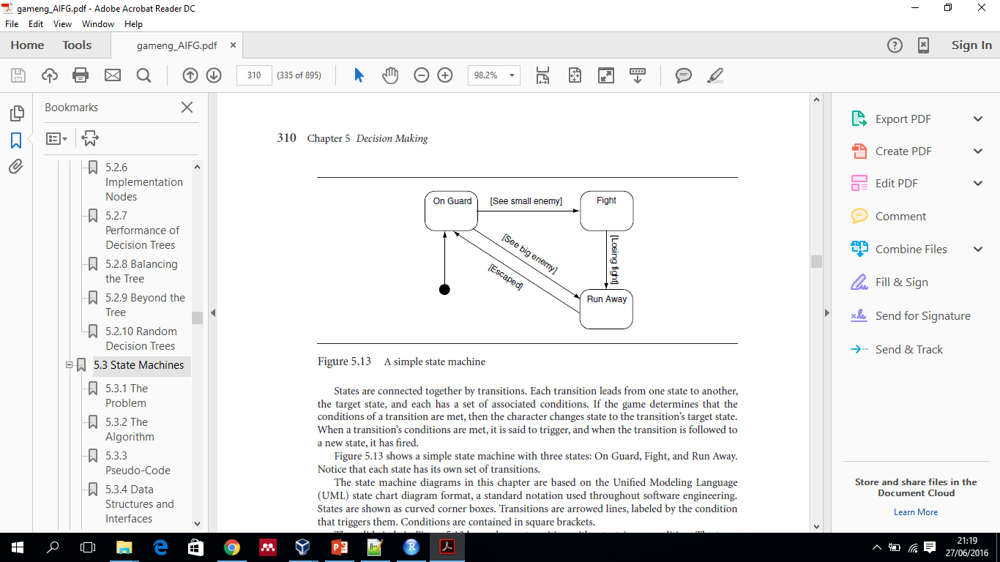 gameng_AIFG.pdf - Adobe Acrobat Reader DC
File Edit View Window Help
Home Tools gameng_AIFG.pdf × Sign In
310 (335 of 895) 98.2%
Bookmarks
5.2.6
Implementation
Nodes
5.2.7
Performance of
Decision Trees
5.2.8 Balancing
the Tree
5.2.9 Beyond the
Tree
5.2.10 Random
Decision Trees
5.3 State Machines
5.3.1 The
Problem
5.3.2 The
Algorithm
5.3.3
Pseudo-Code
5.3.4 Data
Structures and
Interfaces
310 Chapter 5 Decision Making
On Guard
[See small enemy]
Fight
[See big enemy]
[Escaped]
[Losing fight]
Run Away
Figure 5.13 A simple state machine
States are connected together by transitions. Each transition leads from one state to another,
the target state, and each has a set of associated conditions. If the game determines that the
conditions of a transition are met, then the character changes state to the transition's target state.
When a transition's conditions are met, it is said to trigger, and when the transition is followed to
a new state, it has fired.
Figure 5.13 shows a simple state machine with three states: On Guard, Fight, and Run Away.
Notice that each state has its own set of transitions.
The state machine diagrams in this chapter are based on the Unified Modeling Language
(UML) state chart diagram format, a standard notation used throughout software engineering.
States are shown as curved corner boxes. Transitions are arrowed lines, labeled by the condition
that triggers them. Conditions are contained in square brackets.
Export PDF
Create PDF
Edit PDF
Comment
Combine Files
Fill & Sign
Send for Signature
Send & Track
Store and share files in the
Document Cloud
Learn More
21:19
27/06/2016